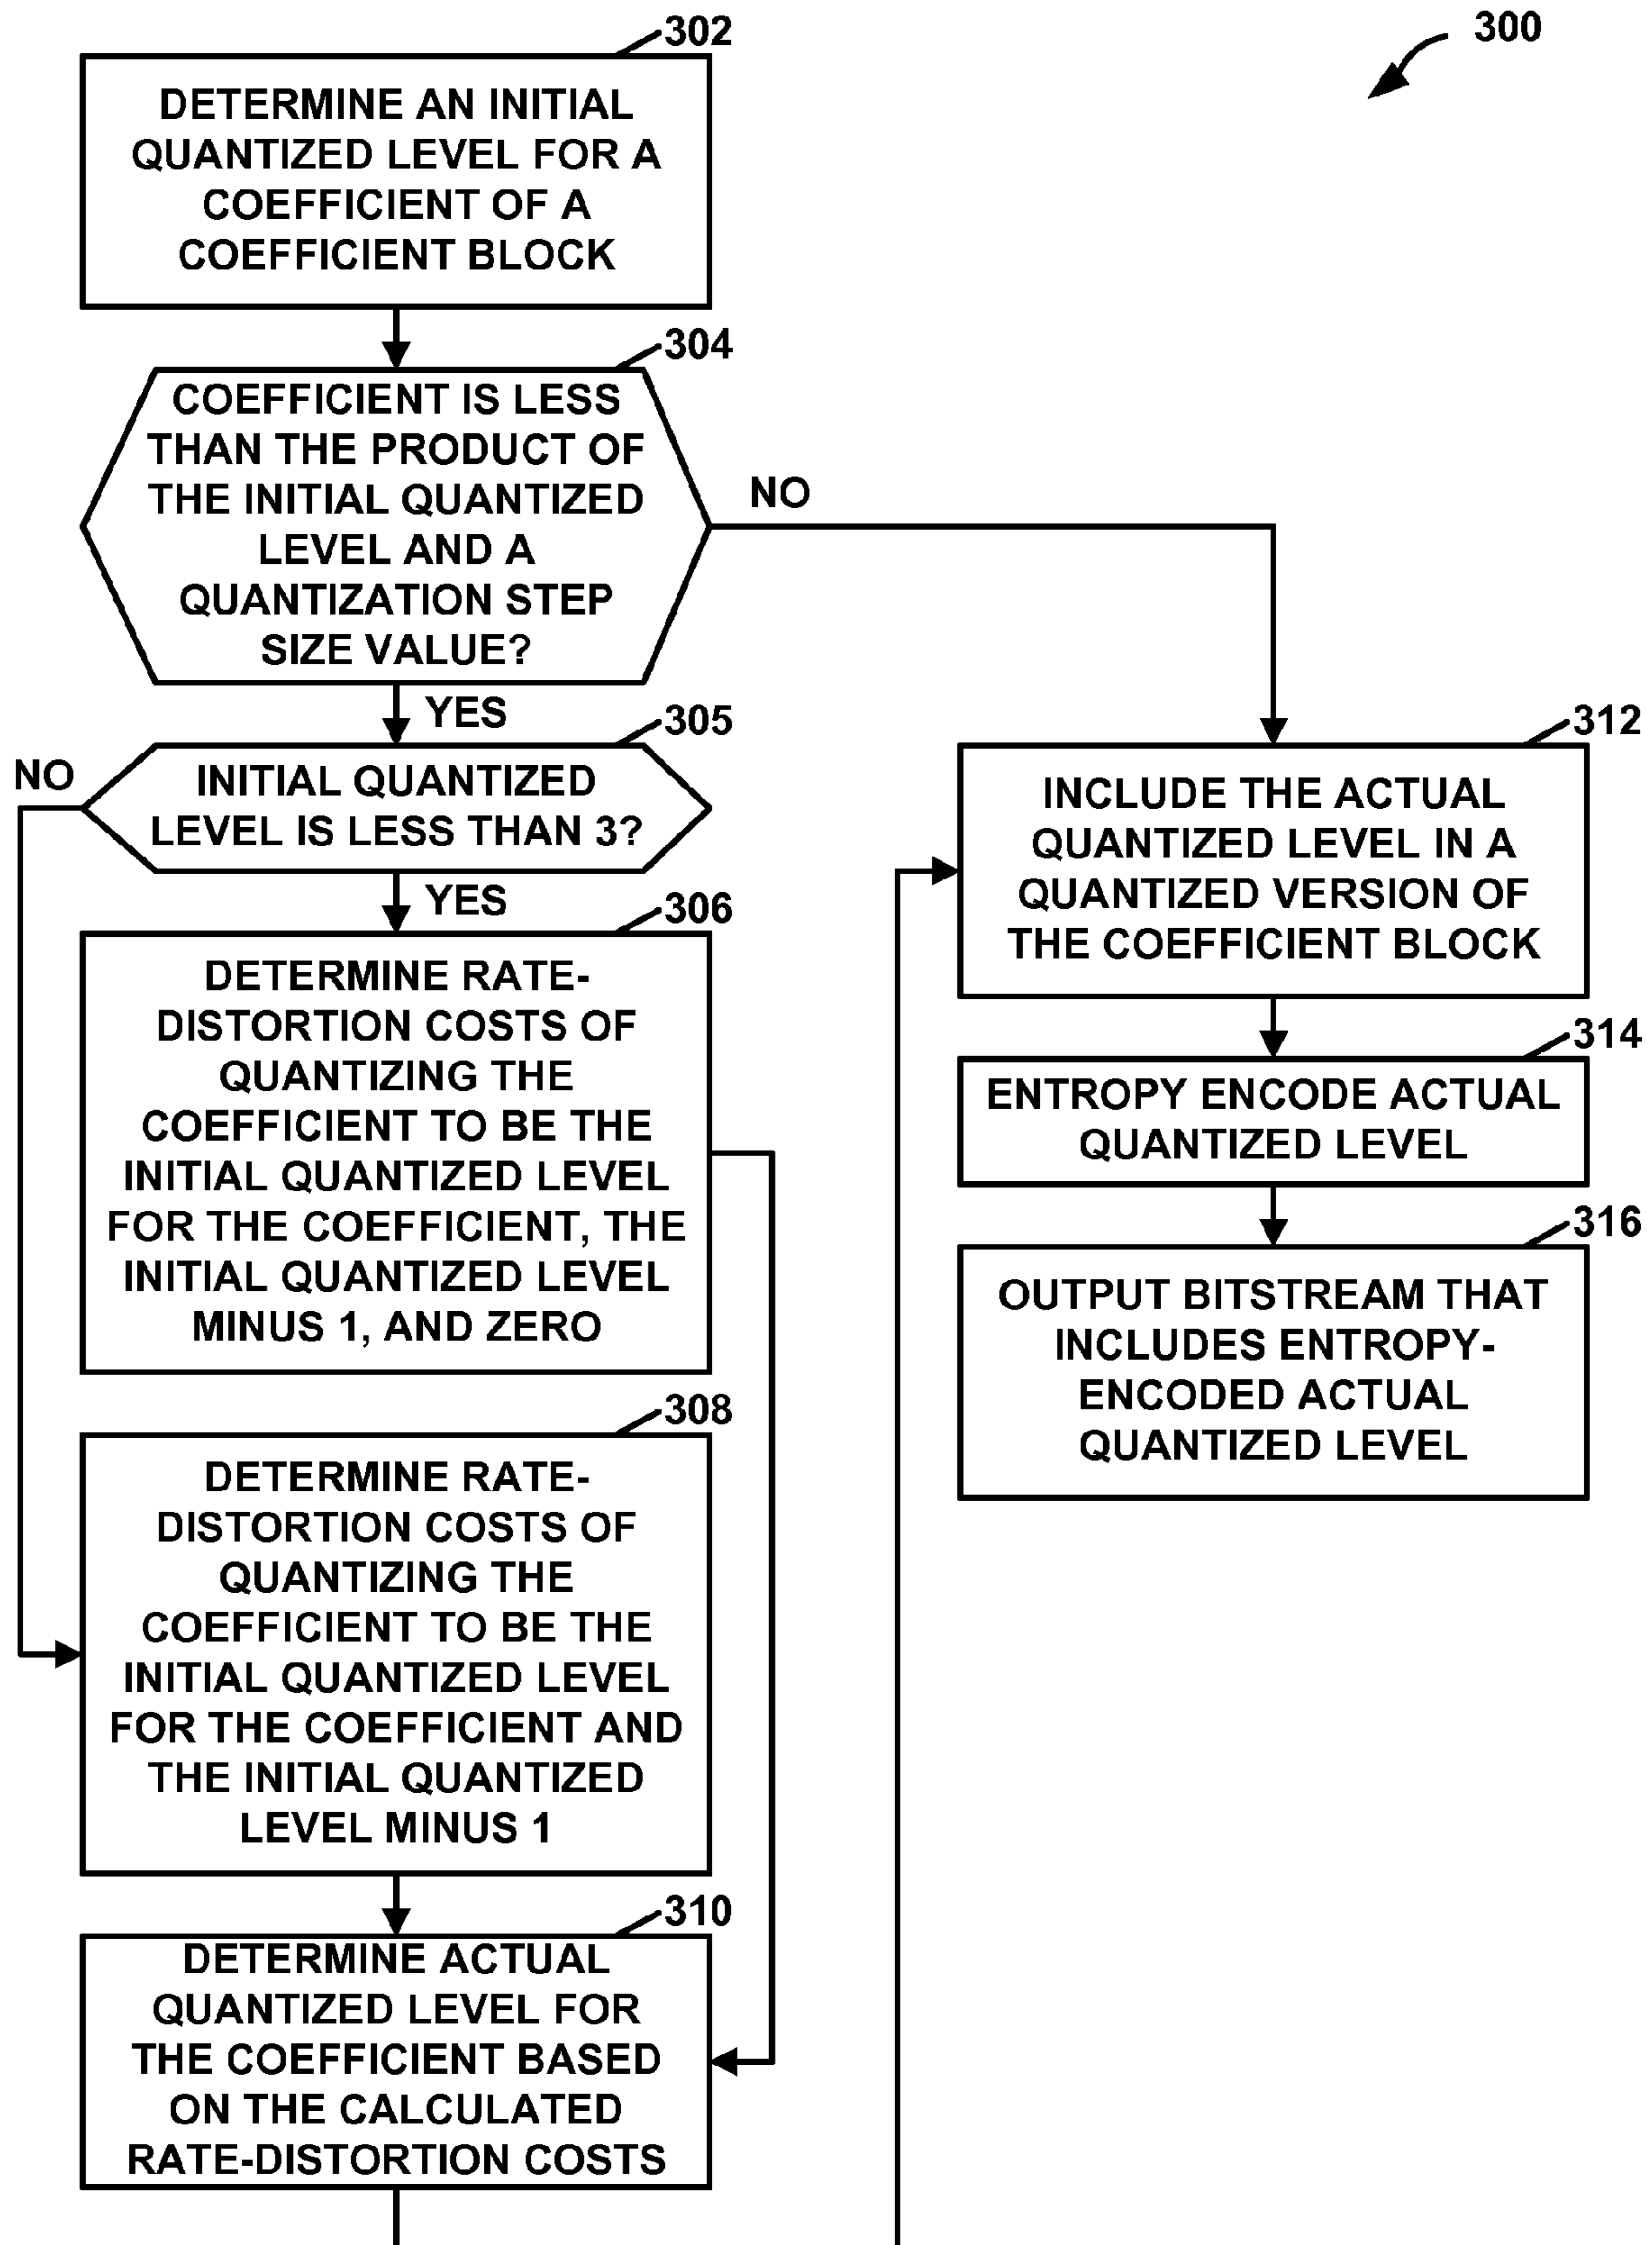 300
302
DETERMINE AN INITIAL
QUANTIZED LEVEL FOR A
COEFFICIENT OF A
COEFFICIENT BLOCK
304
COEFFICIENT IS LESS
THAN THE PRODUCT OF
THE INITIAL QUANTIZED
LEVEL AND A
QUANTIZATION STEP
SIZE VALUE?
NO
YES
305
NO
INITIAL QUANTIZED
LEVEL IS LESS THAN 3?
YES
306
DETERMINE RATE-
DISTORTION COSTS OF
QUANTIZING THE
COEFFICIENT TO BE THE
INITIAL QUANTIZED LEVEL
FOR THE COEFFICIENT, THE
INITIAL QUANTIZED LEVEL
MINUS 1, AND ZERO
308
DETERMINE RATE-
DISTORTION COSTS OF
QUANTIZING THE
COEFFICIENT TO BE THE
INITIAL QUANTIZED LEVEL
FOR THE COEFFICIENT AND
THE INITIAL QUANTIZED
LEVEL MINUS 1
310
DETERMINE ACTUAL
QUANTIZED LEVEL FOR
THE COEFFICIENT BASED
ON THE CALCULATED
RATE-DISTORTION COSTS
312
INCLUDE THE ACTUAL
QUANTIZED LEVEL IN A
QUANTIZED VERSION OF
THE COEFFICIENT BLOCK
314
ENTROPY ENCODE ACTUAL
QUANTIZED LEVEL
316
OUTPUT BITSTREAM THAT
INCLUDES ENTROPY-
ENCODED ACTUAL
QUANTIZED LEVEL